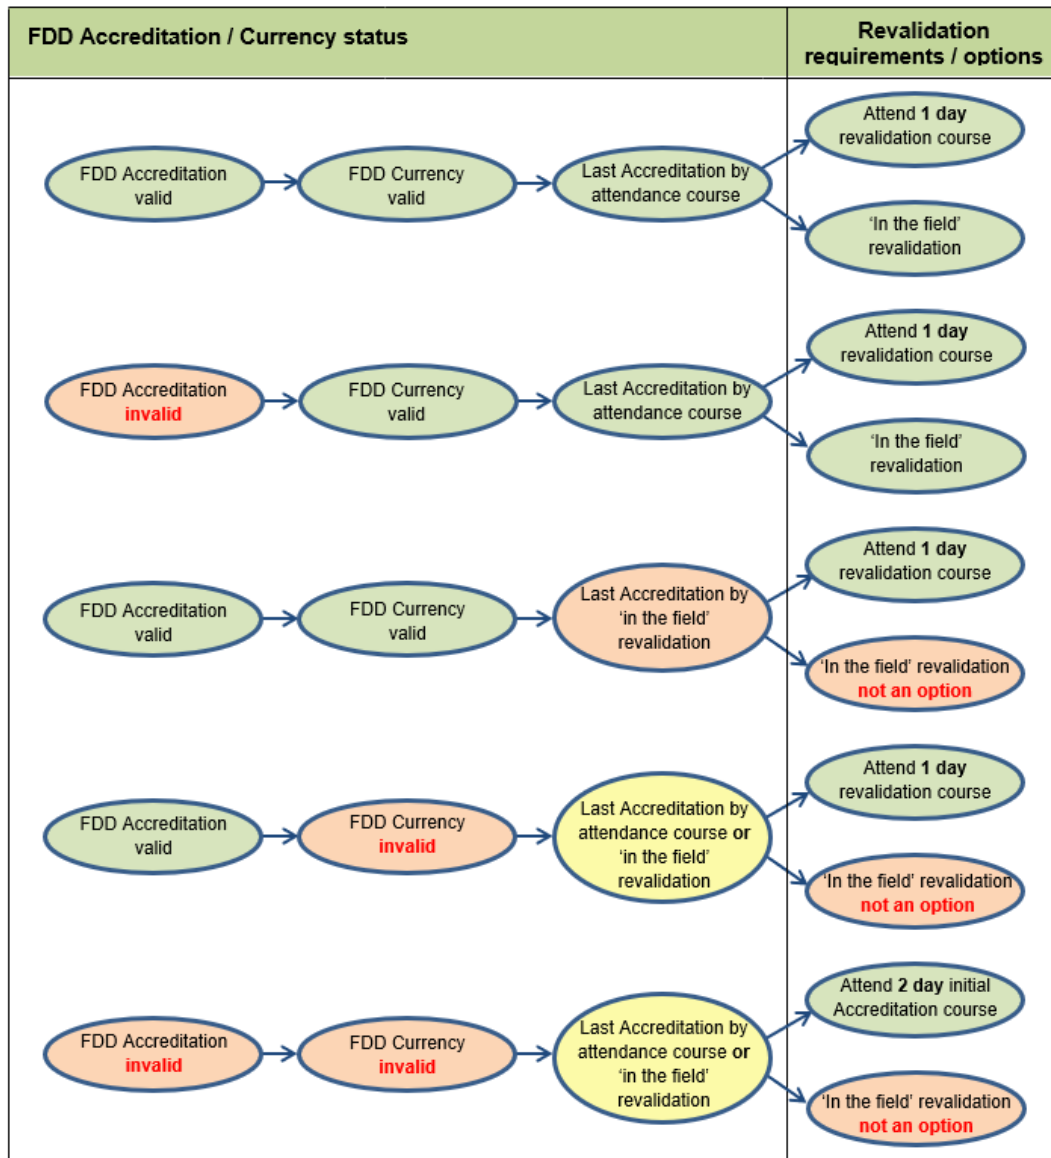 FDD Accreditation / Currency status
Revalidation
requirements / options
FDD Accreditation
valid
FDD Currency
valid
Last Accreditation by
attendance course
Attend 1 day
revalidation course
‘In the field’
revalidation
FDD Accreditation
invalid
FDD Currency
valid
Last Accreditation by
attendance course
Attend 1 day
revalidation course
‘In the field’
revalidation
FDD Accreditation
valid
FDD Currency
valid
Last Accreditation by
‘in the field’
revalidation
Attend 1 day
revalidation course
‘In the field’ revalidation
not an option
FDD Accreditation
valid
FDD Currency
invalid
Last Accreditation by
attendance course or
‘in the field’
revalidation
Attend 1 day
revalidation course
‘In the field’ revalidation
not an option
FDD Accreditation
invalid
FDD Currency
invalid
Last Accreditation by
attendance course or
‘in the field’
revalidation
Attend 2 day initial
Accreditation course
‘In the field’ revalidation
not an option